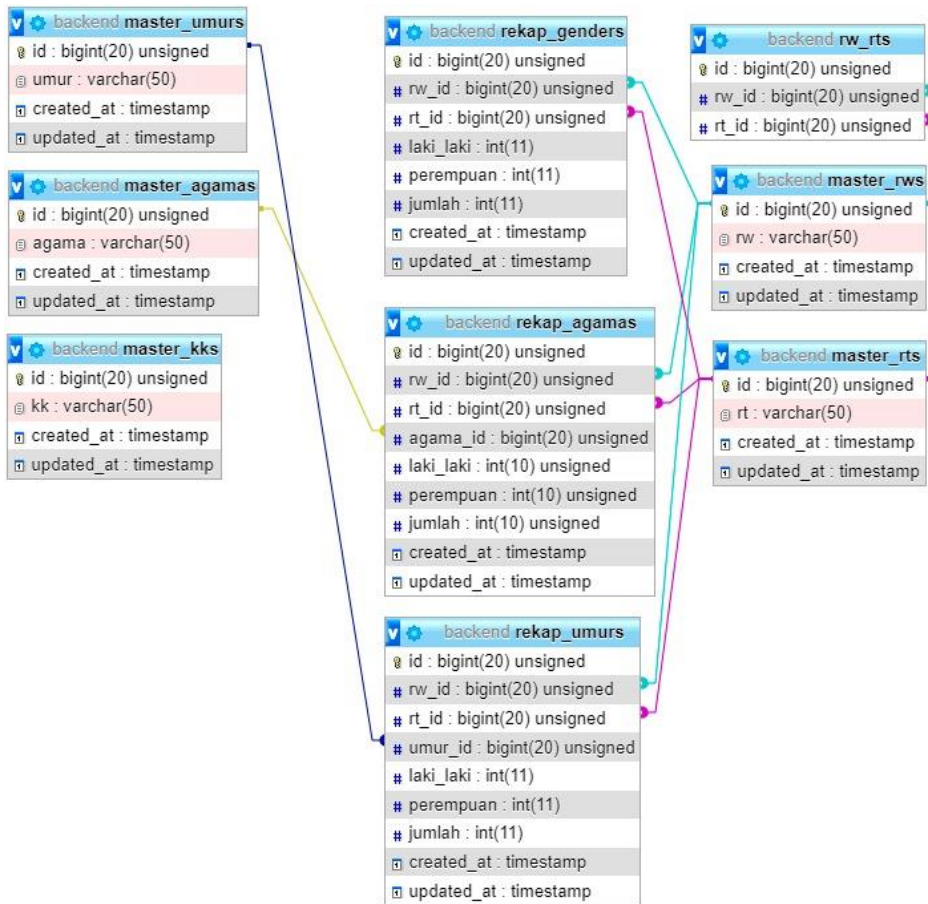 backend master_umurs
id : bigint(20) unsigned
umur : varchar(50)
created_at : timestamp
updated_at : timestamp
backend master_agamas
id : bigint(20) unsigned
agama : varchar(50)
created_at : timestamp
updated_at : timestamp
backend master_kks
id : bigint(20) unsigned
kk : varchar(50)
created_at : timestamp
updated_at : timestamp
backend rekap_genders
id : bigint(20) unsigned
rw_id : bigint(20) unsigned
rt_id : bigint(20) unsigned
laki_laki : int(11)
perempuan : int(11)
jumlah : int(11)
created_at : timestamp
updated_at : timestamp
backend rekap_agamas
id : bigint(20) unsigned
rw_id : bigint(20) unsigned
rt_id : bigint(20) unsigned
agama_id : bigint(20) unsigned
laki_laki : int(10) unsigned
perempuan : int(10) unsigned
jumlah : int(10) unsigned
created_at : timestamp
updated_at : timestamp
backend rekap_umurs
id : bigint(20) unsigned
rw_id : bigint(20) unsigned
rt_id : bigint(20) unsigned
umur_id : bigint(20) unsigned
laki_laki : int(11)
perempuan : int(11)
jumlah : int(11)
created_at : timestamp
updated_at : timestamp
backend rw_rts
id : bigint(20) unsigned
rw_id : bigint(20) unsigned
rt_id : bigint(20) unsigned
backend master_rws
id : bigint(20) unsigned
rw : varchar(50)
created_at : timestamp
updated_at : timestamp
backend master_rts
id : bigint(20) unsigned
rt : varchar(50)
created_at : timestamp
updated_at : timestamp